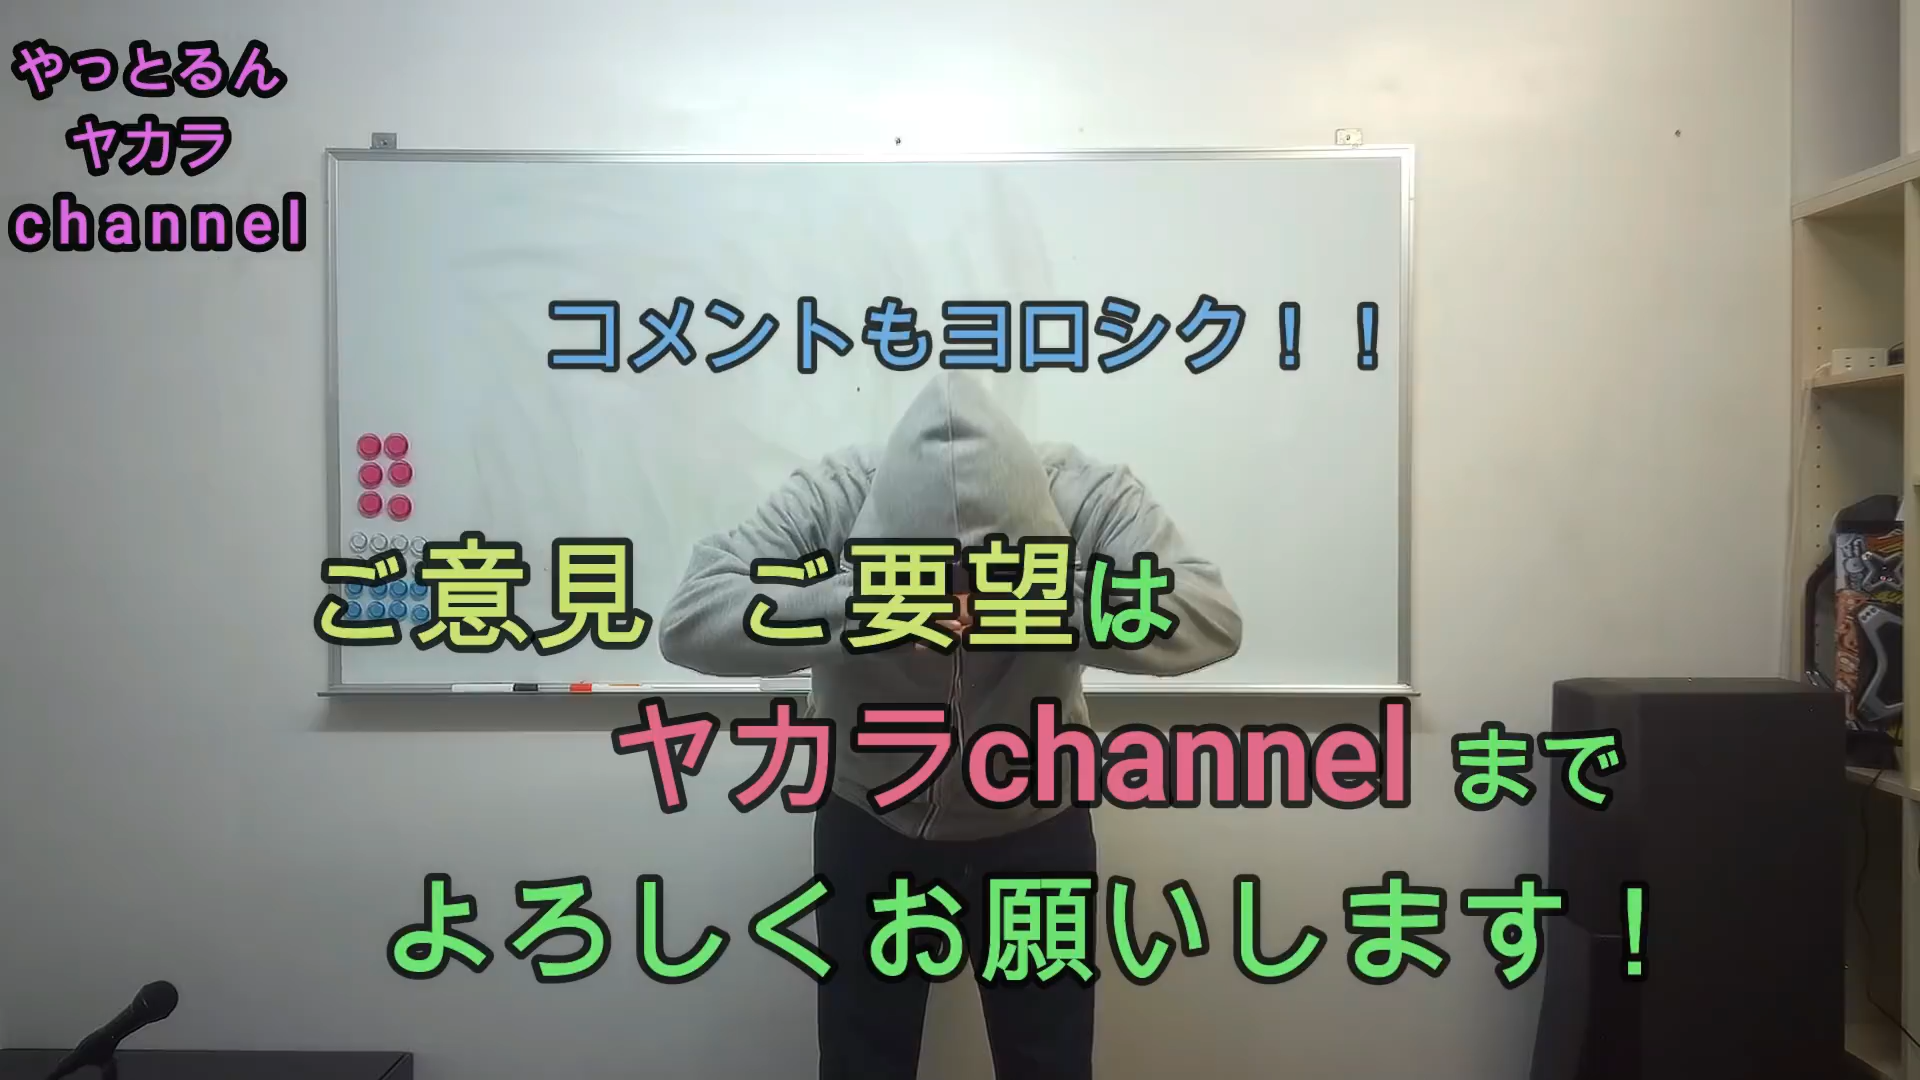 やっとるん
ヤカラ
channel
コメントもヨロシク！！
ご意見 ご要望は
ヤカラchannel まで
よろしくお願いします！